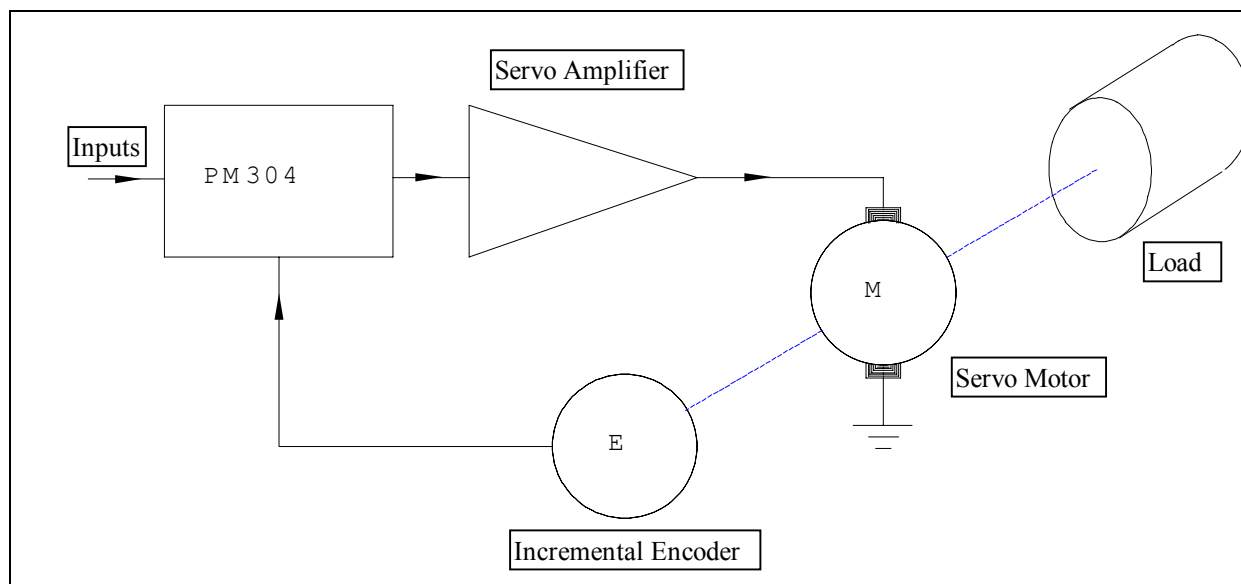 Servo Amplifier
Inputs
PM304
Load
M
Servo Motor
E
Incremental Encoder